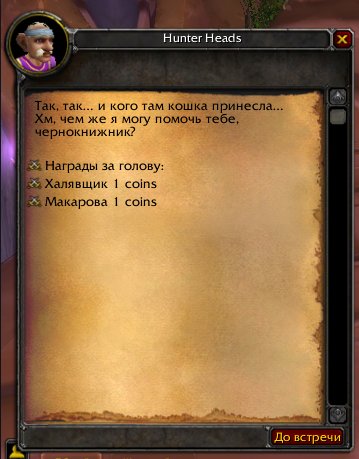 Hunter Heads
Так, так... и кого там кошка принесла...
Хм, чем же я могу помочь тебе,
чернокнижник?
Награды за голову:
Халявщик 1 coins
Макарова 1 coins
До встречи